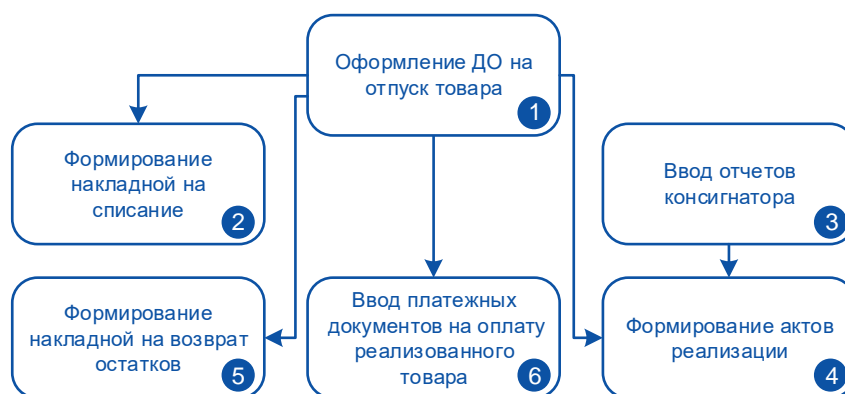 Оформление ДО на
отпуск товара
1
Формирование
накладной на
списание
2
Ввод отчетов
консигнатора
3
Формирование
накладной на возврат
остатков
5
Ввод платежных
документов на оплату
реализованного
товара
6
Формирование актов
реализации
4